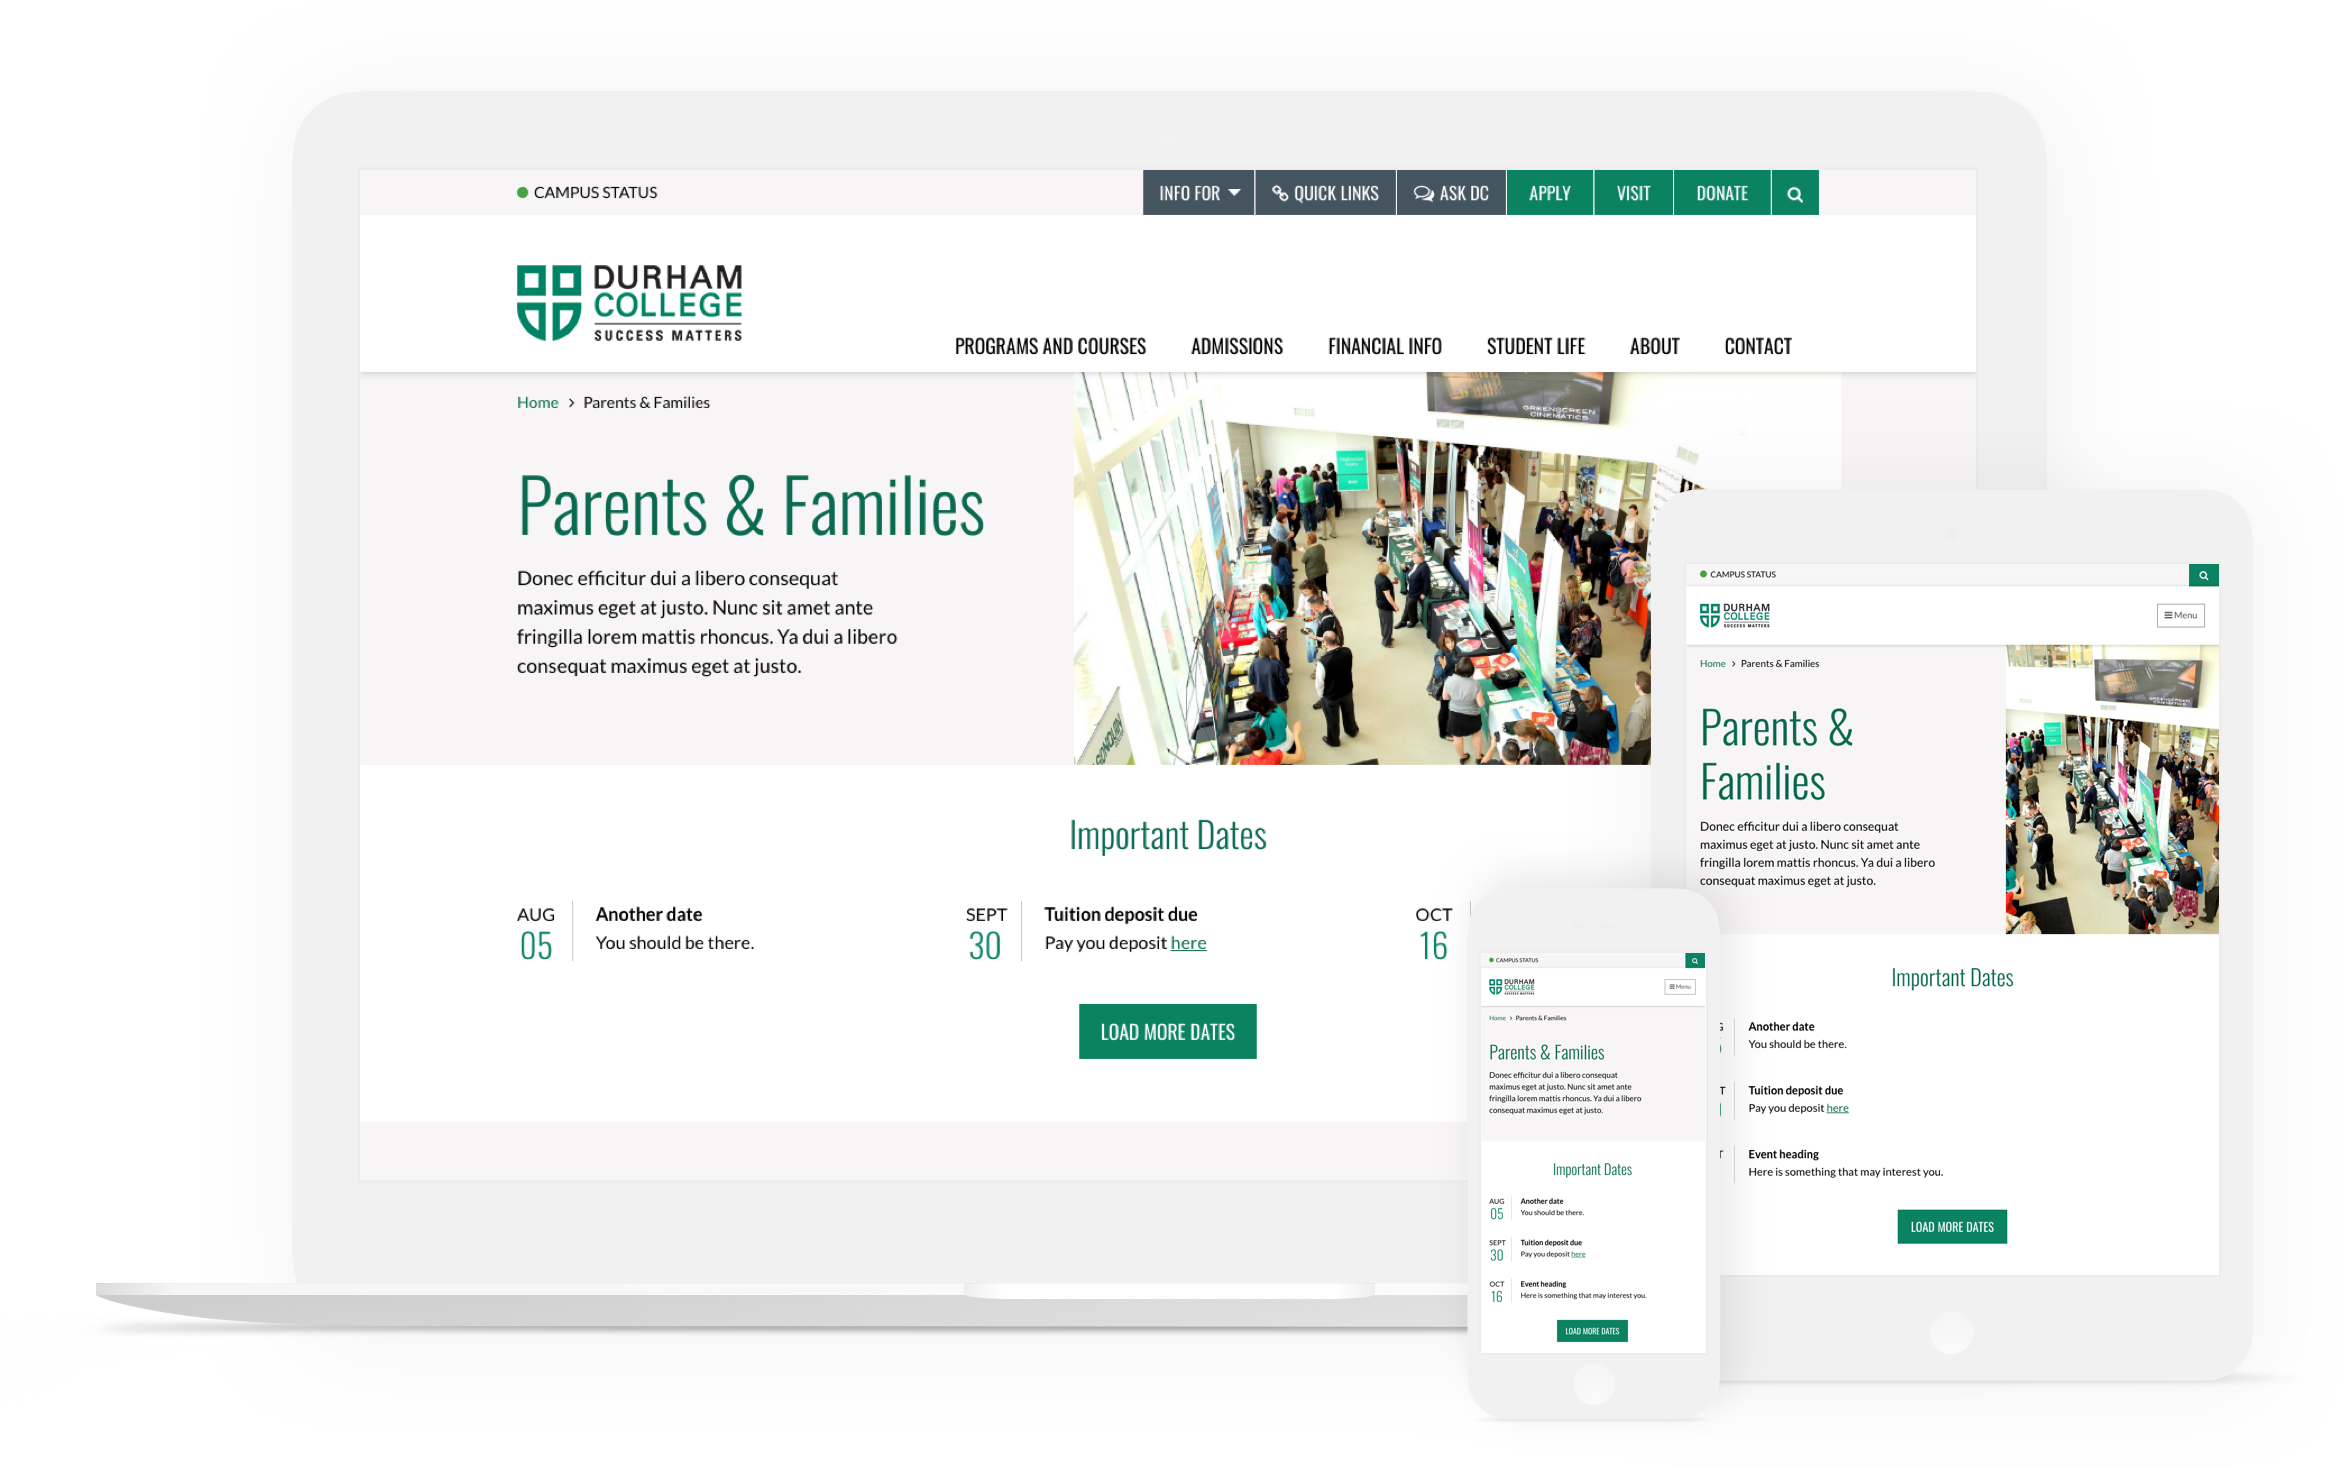 CAMPUS STATUS
INFO FOR
QUICK LINKS
ASK DC
APPLY
VISIT
DONATE
DURHAM
COLLEGE
SUCCESS MATTERS
PROGRAMS AND COURSES
ADMISSIONS
FINANCIAL INFO
STUDENT LIFE
ABOUT
CONTACT
Home > Parents & Families
GREENSCREEN
CINEMATICS
Parents & Families
Donec efficitur dui a libero consequat
maximus eget at justo. Nunc sit amet ante
fringilla lorem mattis rhoncus. Ya dui a libero
consequat maximus eget at justo.
Important Dates
AUG
05
Another date
You should be there.
SEPT
30
Tuition deposit due
Pay you deposit here
OCT
16
LOAD MORE DATES
CAMPUS STATUS
DURHAM
COLLEGE
SUCCESS MATTERS
Menu
Home > Parents & Families
Parents &
Families
Donec efficitur dui a libero consequat
maximus eget at justo. Nunc sit amet ante
fringilla lorem mattis rhoncus. Ya dui a libero
consequat maximus eget at justo.
Important Dates
Another date
You should be there.
T
Tuition deposit due
Pay you deposit here
T
Event heading
Here is something that may interest you.
LOAD MORE DATES
CAMPUS STATUS
DURHAM
COLLEGE
SUCCESS MATTERS
Menu
Home > Parents & Families
Parents & Families
Donec efficitur dui a libero consequat
maximus eget at justo. Nunc sit amet ante
fringilla lorem mattis rhoncus. Ya dui a libero
consequat maximus eget at justo.
Important Dates
AUG
05
Another date
You should be there.
SEPT
30
Tuition deposit due
Pay you deposit here
OCT
16
Event heading
Here is something that may interest you.
LOAD MORE DATES